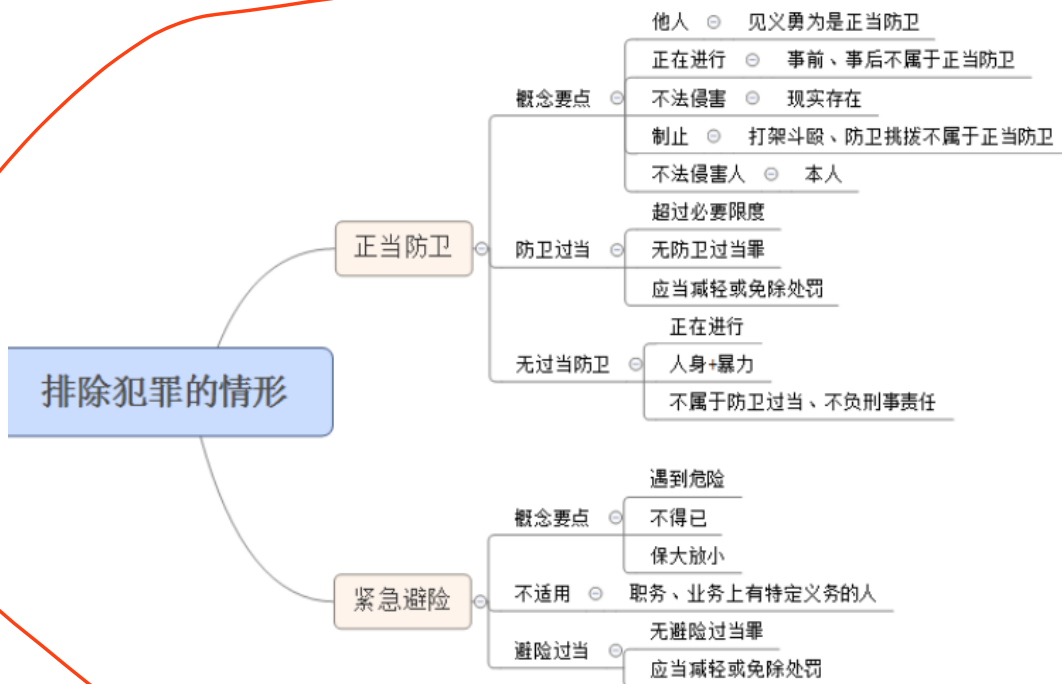 排除犯罪的情形
正当防卫
概念要点
他人 见义勇为是正当防卫
正在进行 事前、事后不属于正当防卫
不法侵害 现实存在
制止 打架斗殴、防卫挑拨不属于正当防卫
不法侵害人 本人
防卫过当
超过必要限度
无防卫过当罪
应当减轻或免除处罚
无过当防卫
正在进行
人身+暴力
不属于防卫过当、不负刑事责任
紧急避险
概念要点
遇到危险
不得已
保大放小
不适用 职务、业务上有特定义务的人
避险过当
无避险过当罪
应当减轻或免除处罚